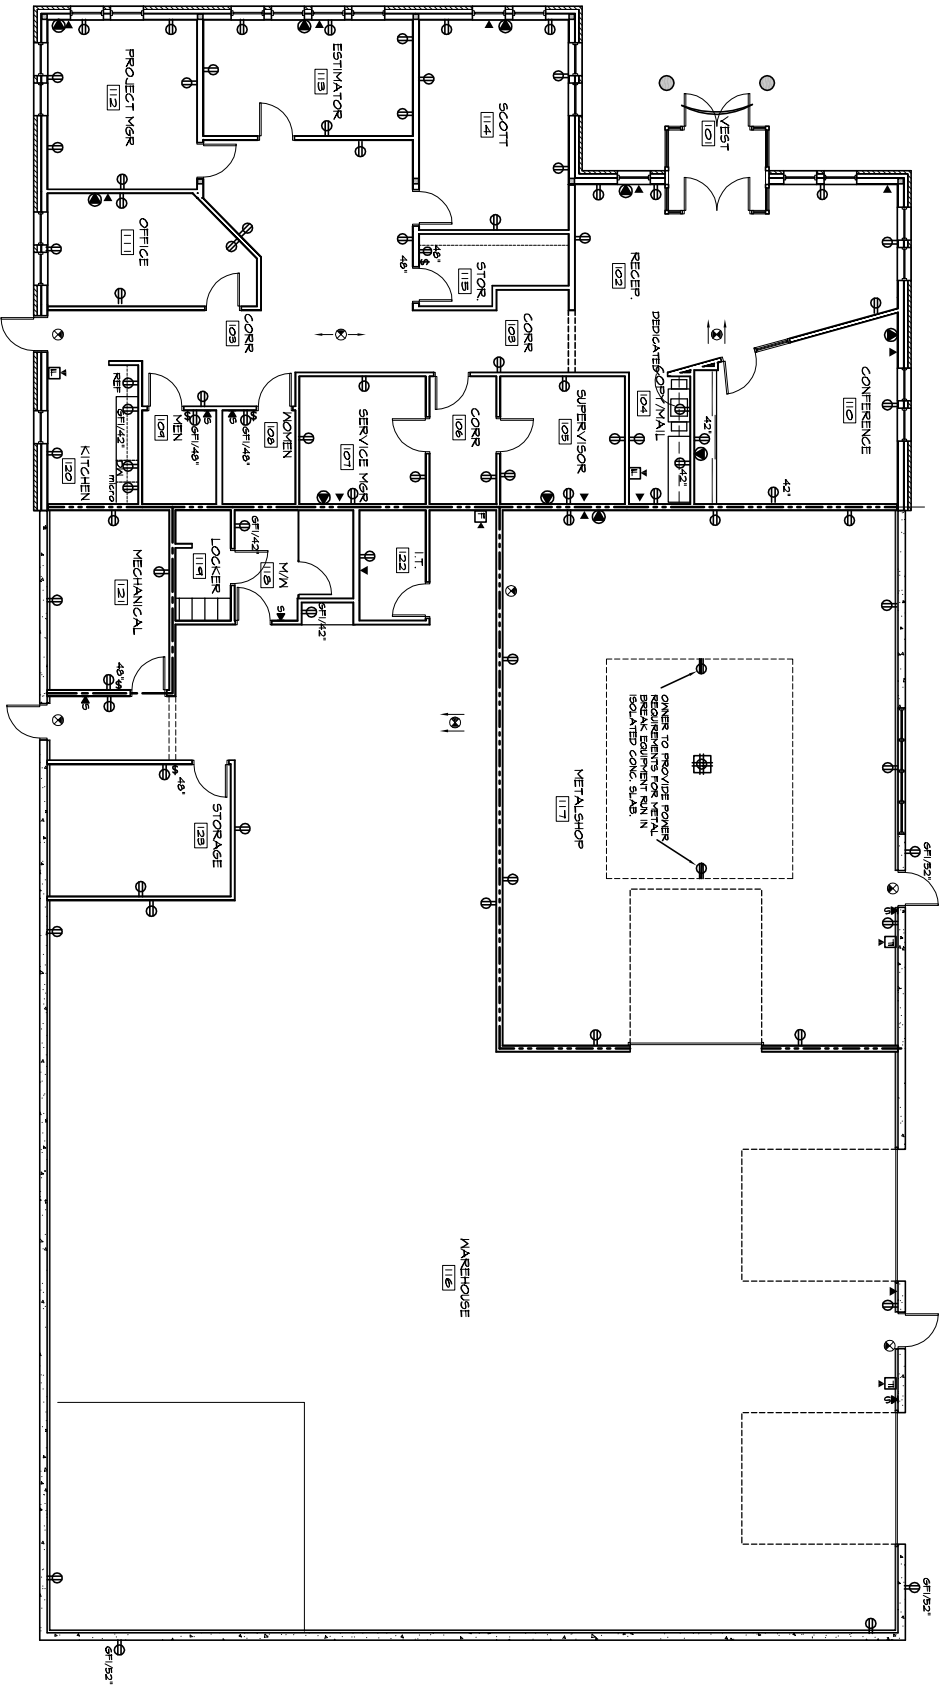 VEST
101
RECEP.
102
CONFERENCE
110
SCOTT
114
ESTIMATOR
113
PROJECT MGR
112
OFFICE
111
STOR.
115
48"
$
48"
CORR
103
CORR
103
DEDICATED
COPY/MAIL
104
42"
42"
42"
SUPERVISOR
105
CORR
106
SERVICE MGR
107
WOMEN
108
GFI/48"
MEN
109
GFI/48"
REF
GFI/42"
D/W
micro
KITCHEN
120
F
F
F
MECHANICAL
121
48"
$
LOCKER
119
M/W
118
GFI/42"
GFI/42"
I.T.
122
STORAGE
123
$
48"
METALSHOP
117
OWNER TO PROVIDE POWER
REQUIREMENTS FOR METAL
BREAK EQUIPMENT RUN IN
ISOLATED CONC. SLAB.
GFI/52"
F
WAREHOUSE
116
F
GFI/52"
GFI/52"